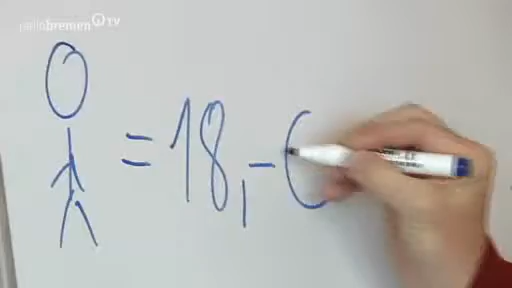 radiobremen TV
= 18,-